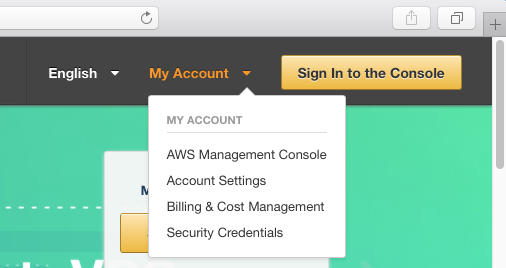 English
My Account
Sign In to the Console
MY ACCOUNT
AWS Management Console
Account Settings
Billing & Cost Management
Security Credentials